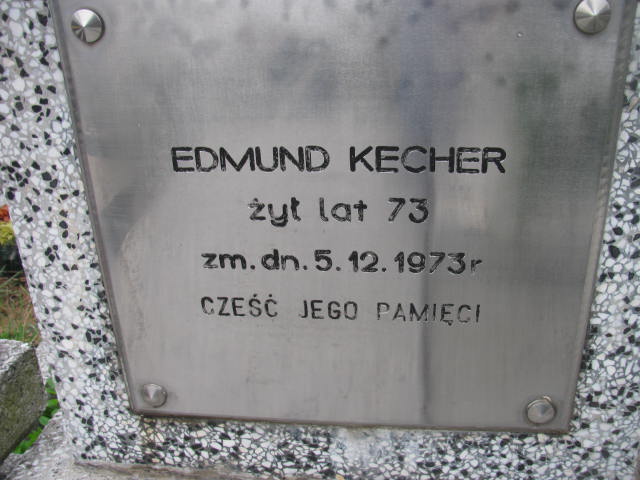 EDMUND KECHER
żył lat 73
zm. dn. 5.12.1973r
CZEŚĆ JEGO PAMIĘCI